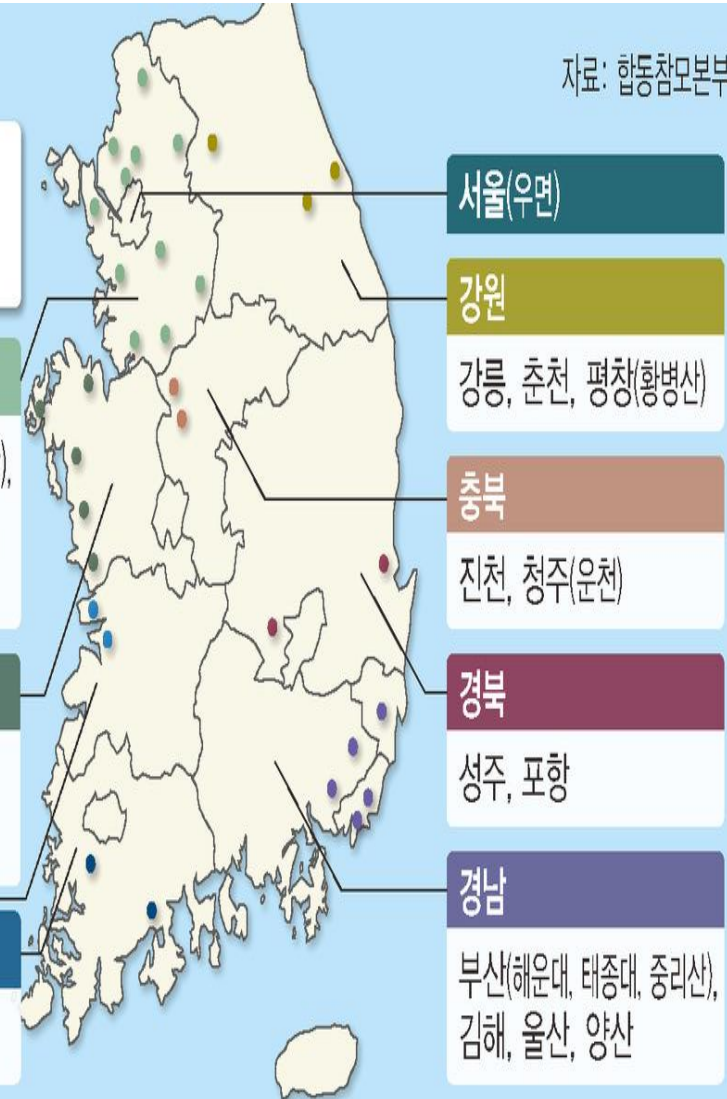 자료: 합동참모본부
서울(우면)
강원
강릉, 춘천, 평창(황병산)
충북
진천, 청주(운천)
경북
성주, 포항
경남
부산(해운대, 태종대, 중리산),
김해, 울산, 양산